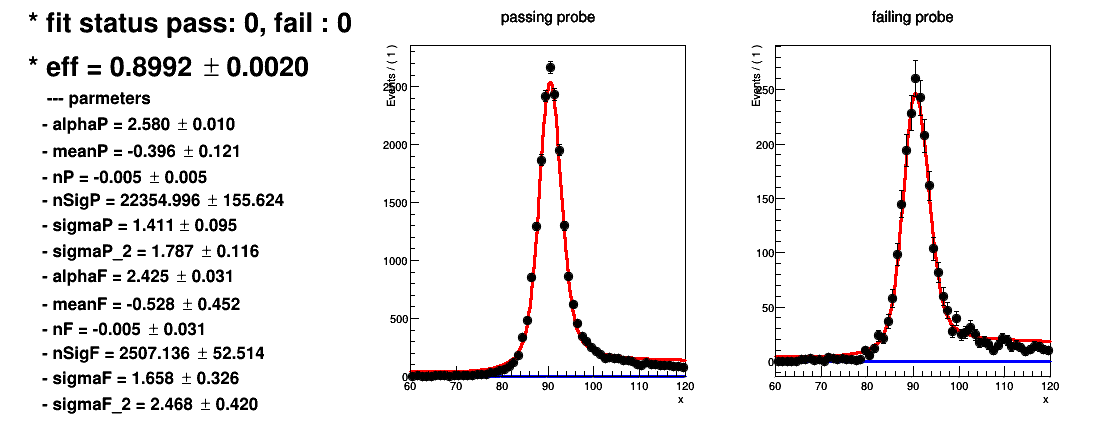 * fit status pass: 0, fail : 0
* eff = 0.8992 ± 0.0020
--- parmeters
- alphaP = 2.580 ± 0.010
- meanP = -0.396 ± 0.121
- nP = -0.005 ± 0.005
- nSigP = 22354.996 ± 155.624
- sigmaP = 1.411 ± 0.095
- sigmaP_2 = 1.787 ± 0.116
- alphaF = 2.425 ± 0.031
- meanF = -0.528 ± 0.452
- nF = -0.005 ± 0.031
- nSigF = 2507.136 ± 52.514
- sigmaF = 1.658 ± 0.326
- sigmaF_2 = 2.468 ± 0.420
passing probe
Events / ( 1 )
2500
2000
1500
1000
500
0
60 70 80 90 100 110 120
x
failing probe
Events / ( 1 )
250
200
150
100
50
0
60 70 80 90 100 110 120
x